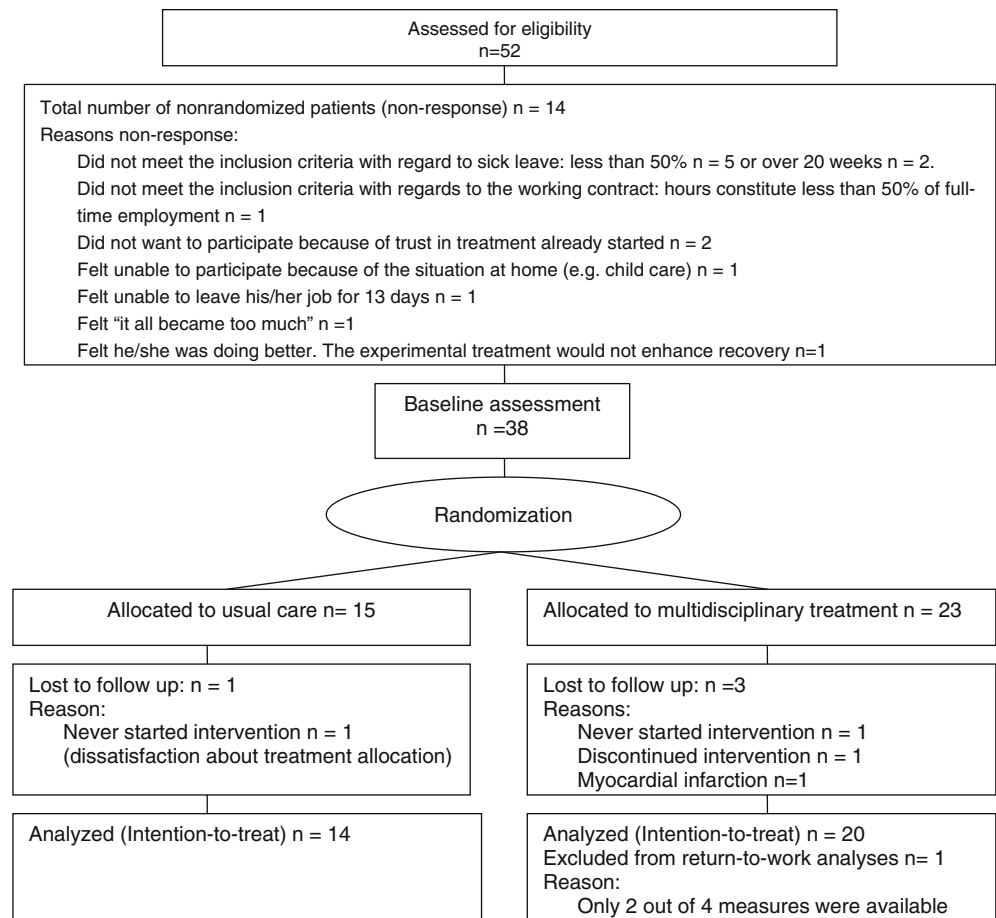 Assessed for eligibility
n=52
Total number of nonrandomized patients (non-response) n = 14
Reasons non-response:
Did not meet the inclusion criteria with regard to sick leave: less than 50% n = 5 or over 20 weeks n = 2.
Did not meet the inclusion criteria with regards to the working contract: hours constitute less than 50% of full-
time employment n = 1
Did not want to participate because of trust in treatment already started n = 2
Felt unable to participate because of the situation at home (e.g. child care) n = 1
Felt unable to leave his/her job for 13 days n = 1
Felt “it all became too much” n =1
Felt he/she was doing better. The experimental treatment would not enhance recovery n=1
Baseline assessment
n =38
Randomization
Allocated to usual care n= 15
Lost to follow up: n = 1
Reason:
Never started intervention n = 1
(dissatisfaction about treatment allocation)
Analyzed (Intention-to-treat) n = 14
Allocated to multidisciplinary treatment n = 23
Lost to follow up: n =3
Reasons:
Never started intervention n = 1
Discontinued intervention n = 1
Myocardial infarction n=1
Analyzed (Intention-to-treat) n = 20
Excluded from return-to-work analyses n= 1
Reason:
Only 2 out of 4 measures were available